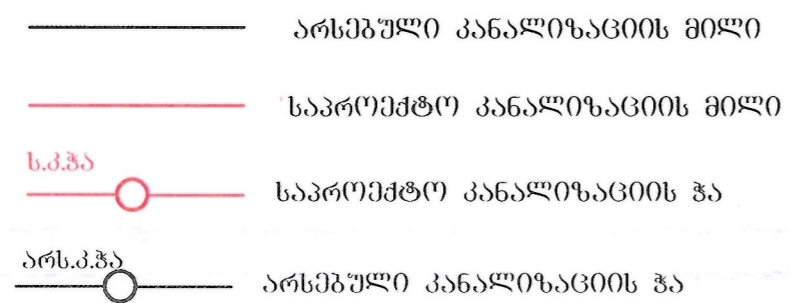 არსებული კანალიზაციის მილი
საპროექტო კანალიზაციის მილი
ს.კ.ჭა
საპროექტო კანალიზაციის ჭა
არს.კ.ჭა
არსებული კანალიზაციის ჭა